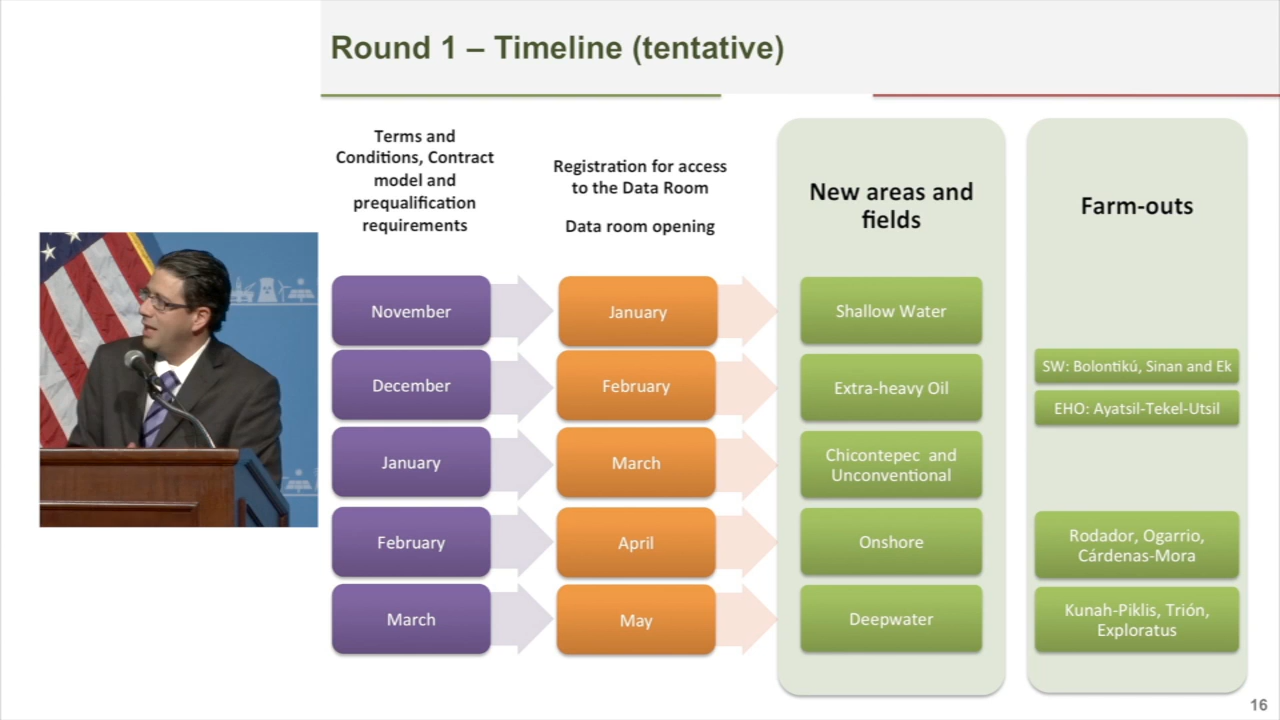 Round 1 – Timeline (tentative)
Terms and
Conditions, Contract
model and
prequalification
requirements
Registration for access
to the Data Room
Data room opening
New areas and
fields
Farm-outs
November
January
Shallow Water
December
February
Extra-heavy Oil
SW: Bolontikú, Sinan and Ek
EHO: Ayatsil-Tekel-Utsil
January
March
Chicontepec and
Unconventional
February
April
Onshore
Rodador, Ogarrio,
Cárdenas-Mora
March
May
Deepwater
Kunah-Piklis, Trión,
Exploratus
16